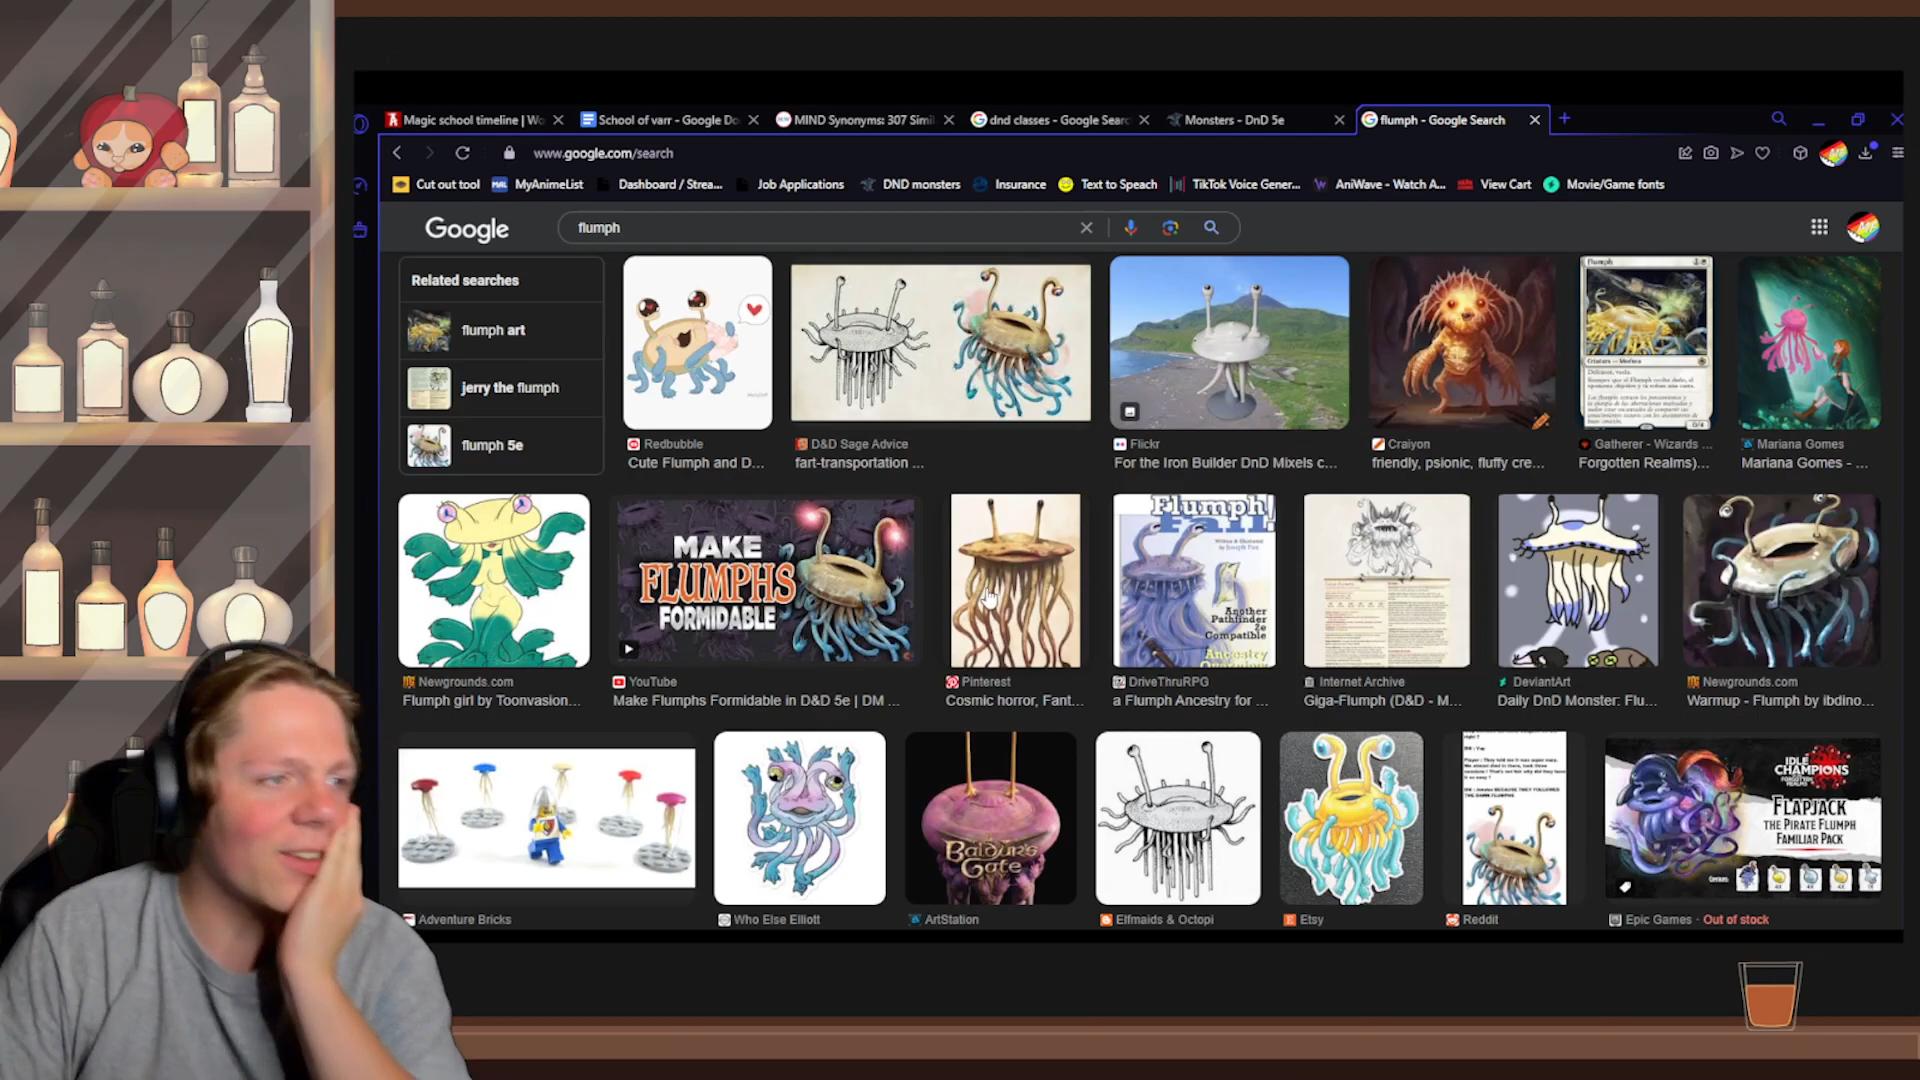 Magic school timeline | Wo
School of varr - Google Do
MIND Synonyms: 307 Simil
dnd classes - Google Searc
Monsters - DnD 5e
flumph - Google Search
www.google.com/search
Cut out tool
MyAnimeList
Dashboard / Strea...
Job Applications
DND monsters
Insurance
Text to Speech
TikTok Voice Gener...
AniWave - Watch A...
View Cart
Movie/Game fonts
Google
flumph
Related searches
flumph art
jerry the flumph
flumph 5e
Flumph
Redbubble
Cute Flumph and D...
D&D Sage Advice
fart-transportation ...
Flickr
For the Iron Builder DnD Mixels c...
Craiyon
friendly, psionic, fluffy cre...
Gatherer - Wizards ...
Forgotten Realms)...
Mariana Gomes
Mariana Gomes - ...
MAKE
FLUMPHS
FORMIDABLE
Flumph!
Fall!
Another
Pathfinder
2e
Compatible
Ancestry
Newgrounds.com
Flumph girl by Toonvasion...
YouTube
Make Flumphs Formidable in D&D 5e | DM ...
Pinterest
Cosmic horror, Fant...
DriveThruRPG
a Flumph Ancestry for ...
Internet Archive
Giga-Flumph (D&D - M...
DeviantArt
Daily DnD Monster: Flu...
Newgrounds.com
Warmup - Flumph by ibdino...
Baldur's
Gate
IDLE
CHAMPIONS
FLAPJACK
THE PIRATE FLUMPH
FAMILIAR PACK
Adventure Bricks
Who Else Elliott
ArtStation
Elfmaids & Octopi
Etsy
Reddit
Epic Games · Out of stock